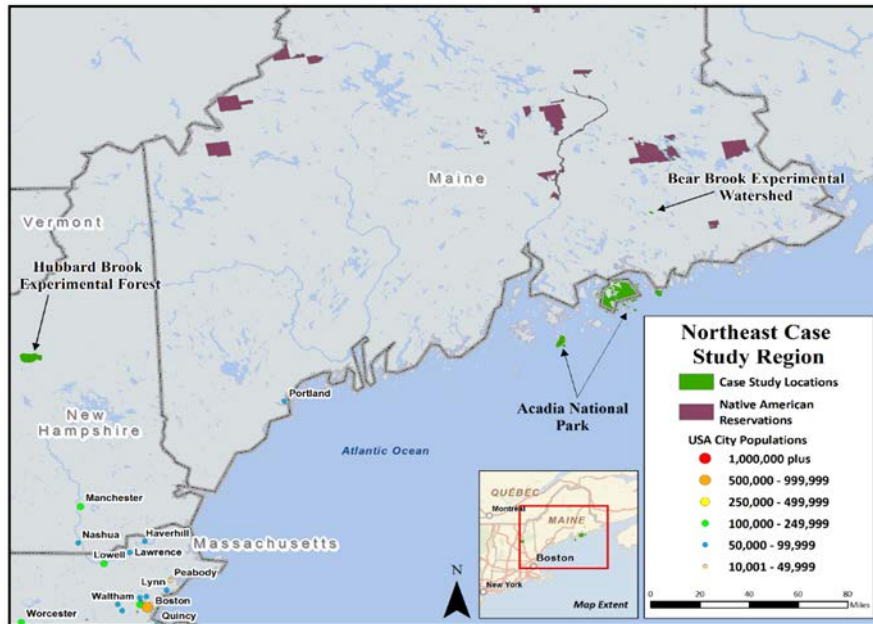 Maine
Bear Brook Experimental
Watershed
Vermont
Hubbard Brook
Experimental Forest
Portland
Acadia National
Park
New
Hampshire
Atlantic Ocean
Manchester
Nashua
Haverhill
Lawrence
Massachusetts
Lowell
Peabody
Lynn
Waltham
Boston
Worcester
Quincy
QUÉBEC
Montréal
MAINE
Boston
New York
Map Extent
N
Northeast Case
Study Region
Case Study Locations
Native American
Reservations
USA City Populations
1,000,000 plus
500,000 - 999,999
250,000 - 499,999
100,000 - 249,999
50,000 - 99,999
10,001 - 49,999
0 20 40 60 80
Miles